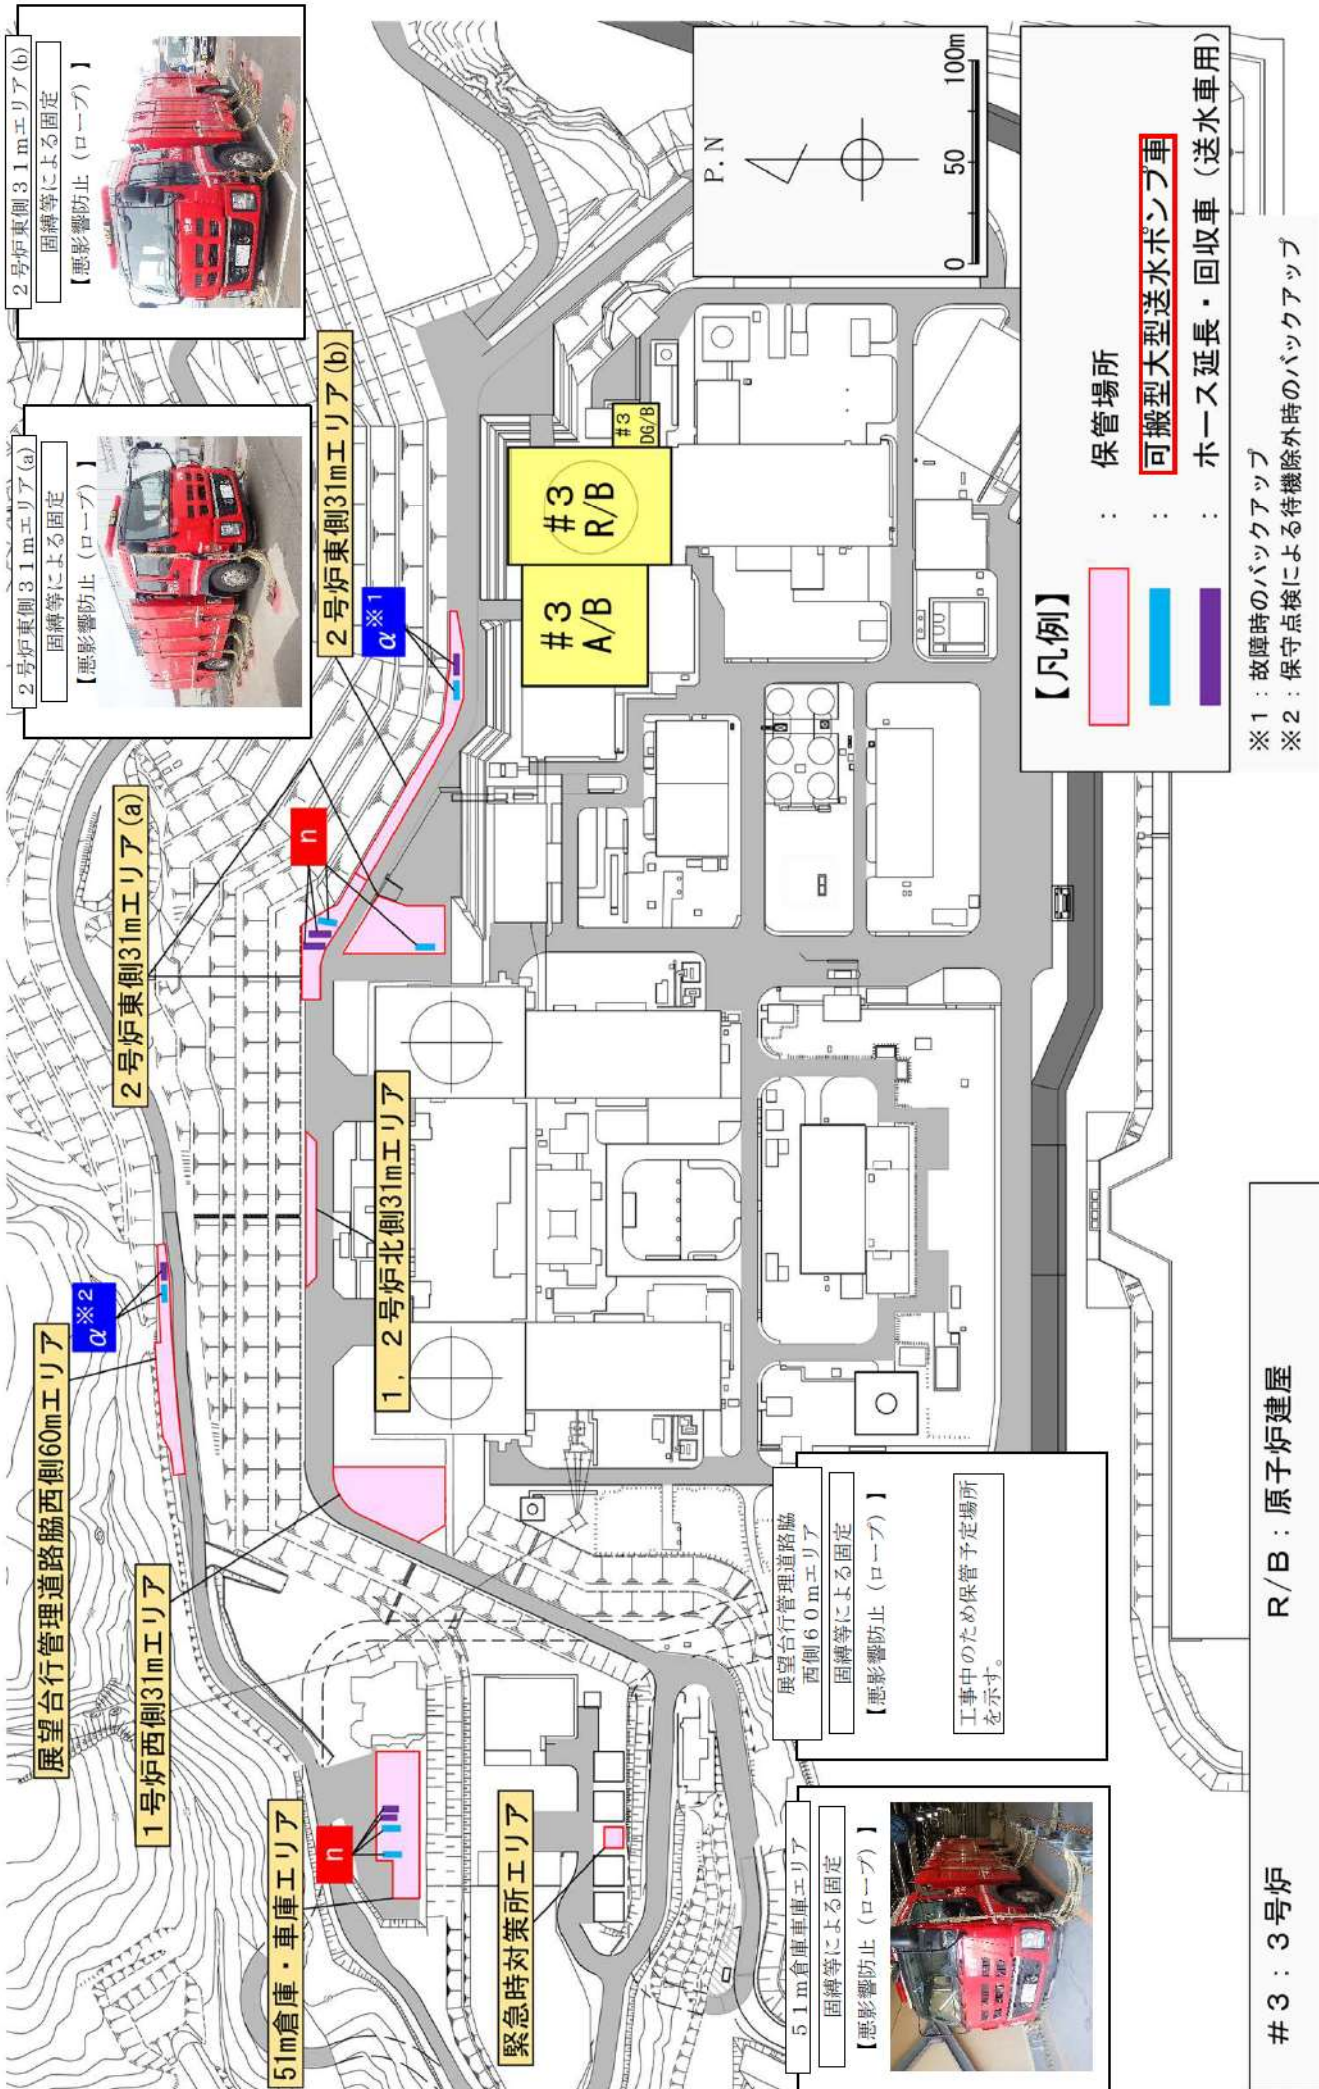 51m倉庫・車庫エリア
n
緊急時対策所エリア
1号炉西側31mエリア
展望台行管理道路脇西側60mエリア
α※2
1，2号炉北側31mエリア
2号炉東側31mエリア(a)
n
2号炉東側31mエリア(b)
α※1
#3
A/B
#3
R/B
#3
DG/B
2号炉東側31mエリア(a)
固縛等による固定
【悪影響防止（ロープ）】
2号炉東側31mエリア(b)
固縛等による固定
【悪影響防止（ロープ）】
51m倉庫車庫エリア
固縛等による固定
【悪影響防止（ロープ）】
展望台行管理道路脇
西側60mエリア
固縛等による固定
【悪影響防止（ロープ）】
工事中のため保管予定場所
を示す。
P.N
0 50 100m
【凡例】
：保管場所
：可搬型大型送水ポンプ車
：ホース延長・回収車（送水車用）
※1：故障時のバックアップ
※2：保守点検による待機除外時のバックアップ
#3：3号炉 R/B：原子炉建屋